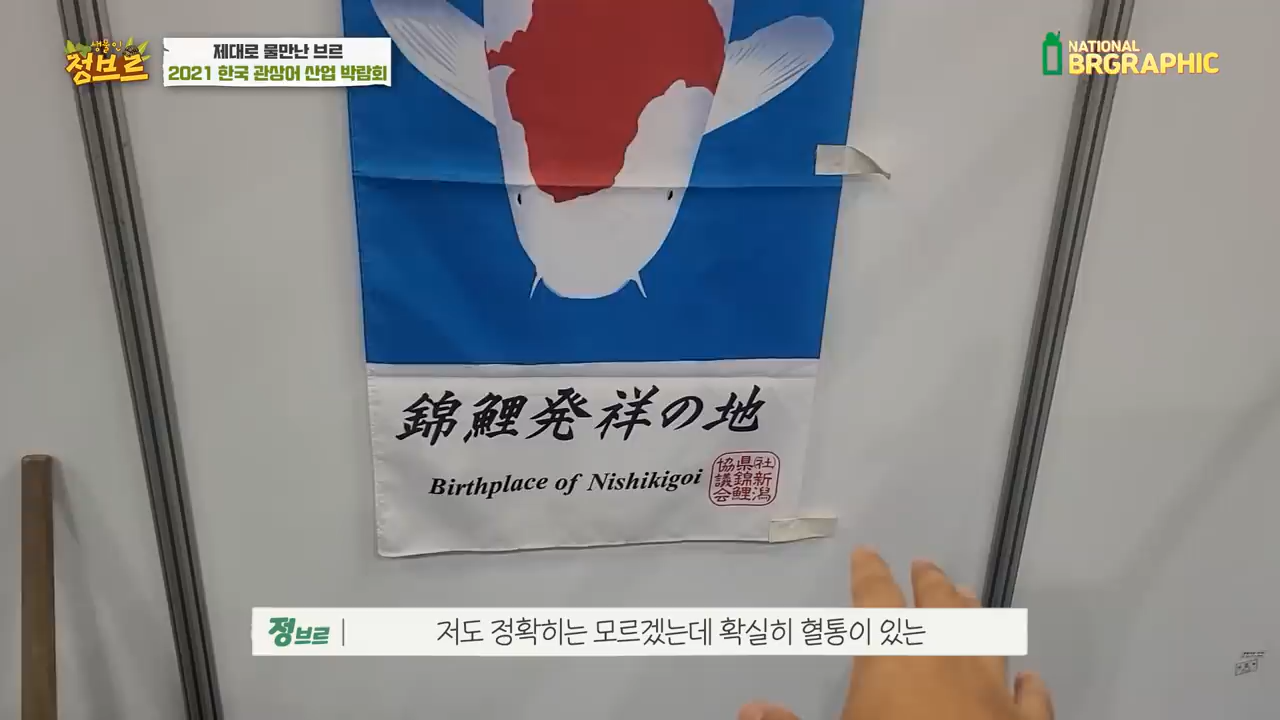 생물인
정브르
제대로 물만난 브르
2021 한국 관상어 산업 박람회
NATIONAL
BRGRAPHIC
錦鯉発祥の地
Birthplace of Nishikigoi
社新潟
県錦鯉
協議会
정브르
저도 정확히는 모르겠는데 확실히 혈통이 있는